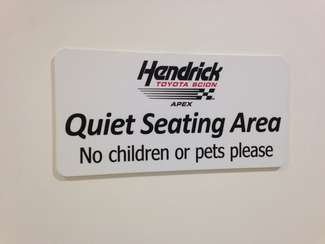 Hendrick
TOYOTA SCION
APEX
Quiet Seating Area
No children or pets please